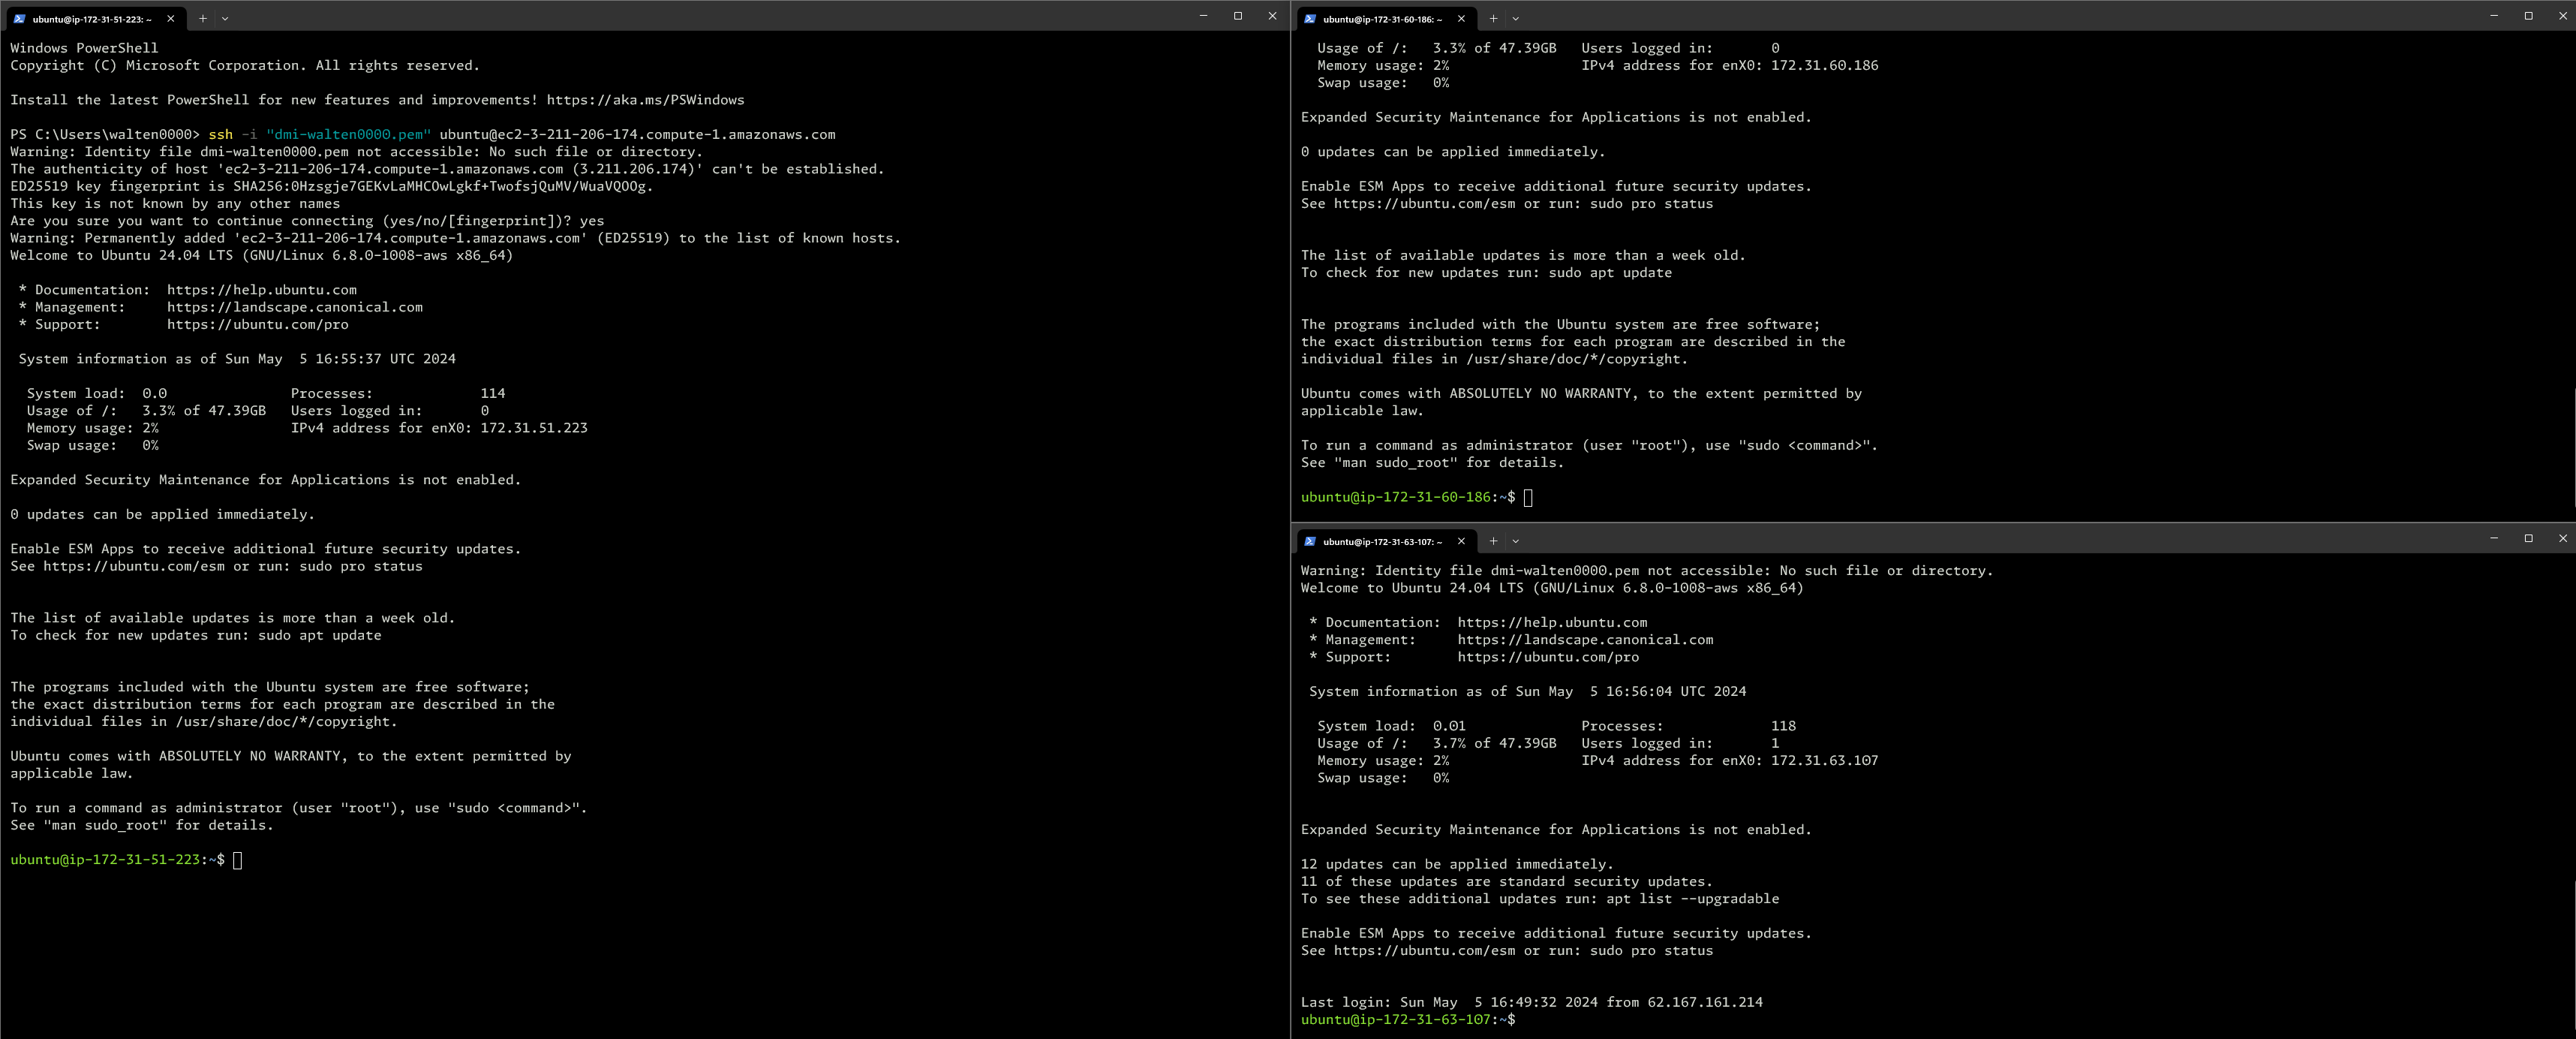 ubuntu@ip-172-31-51-223: ~
Windows PowerShell
Copyright (C) Microsoft Corporation. All rights reserved.
Install the latest PowerShell for new features and improvements! https://aka.ms/PSWindows
PS C:\Users\walten0000> ssh -i "dmi-walten0000.pem" ubuntu@ec2-3-211-206-174.compute-1.amazonaws.com
Warning: Identity file dmi-walten0000.pem not accessible: No such file or directory.
The authenticity of host 'ec2-3-211-206-174.compute-1.amazonaws.com (3.211.206.174)' can't be established.
ED25519 key fingerprint is SHA256:0Hzsgje7GEKvLaMHCOwLgkf+TwofsjQuMV/WuaVQOOg.
This key is not known by any other names
Are you sure you want to continue connecting (yes/no/[fingerprint])? yes
Warning: Permanently added 'ec2-3-211-206-174.compute-1.amazonaws.com' (ED25519) to the list of known hosts.
Welcome to Ubuntu 24.04 LTS (GNU/Linux 6.8.0-1008-aws x86_64)
* Documentation:  https://help.ubuntu.com
* Management:     https://landscape.canonical.com
* Support:        https://ubuntu.com/pro
System information as of Sun May  5 16:55:37 UTC 2024
System load:  0.0               Processes:             114
Usage of /:   3.3% of 47.39GB   Users logged in:       0
Memory usage: 2%                IPv4 address for enX0: 172.31.51.223
Swap usage:   0%
Expanded Security Maintenance for Applications is not enabled.
0 updates can be applied immediately.
Enable ESM Apps to receive additional future security updates.
See https://ubuntu.com/esm or run: sudo pro status
The list of available updates is more than a week old.
To check for new updates run: sudo apt update
The programs included with the Ubuntu system are free software;
the exact distribution terms for each program are described in the
individual files in /usr/share/doc/*/copyright.
Ubuntu comes with ABSOLUTELY NO WARRANTY, to the extent permitted by
applicable law.
To run a command as administrator (user "root"), use "sudo <command>".
See "man sudo_root" for details.
ubuntu@ip-172-31-51-223:~$
ubuntu@ip-172-31-60-186: ~
Usage of /:   3.3% of 47.39GB   Users logged in:       0
Memory usage: 2%                IPv4 address for enX0: 172.31.60.186
Swap usage:   0%
Expanded Security Maintenance for Applications is not enabled.
0 updates can be applied immediately.
Enable ESM Apps to receive additional future security updates.
See https://ubuntu.com/esm or run: sudo pro status
The list of available updates is more than a week old.
To check for new updates run: sudo apt update
The programs included with the Ubuntu system are free software;
the exact distribution terms for each program are described in the
individual files in /usr/share/doc/*/copyright.
Ubuntu comes with ABSOLUTELY NO WARRANTY, to the extent permitted by
applicable law.
To run a command as administrator (user "root"), use "sudo <command>".
See "man sudo_root" for details.
ubuntu@ip-172-31-60-186:~$
ubuntu@ip-172-31-63-107: ~
Warning: Identity file dmi-walten0000.pem not accessible: No such file or directory.
Welcome to Ubuntu 24.04 LTS (GNU/Linux 6.8.0-1008-aws x86_64)
* Documentation:  https://help.ubuntu.com
* Management:     https://landscape.canonical.com
* Support:        https://ubuntu.com/pro
System information as of Sun May  5 16:56:04 UTC 2024
System load:  0.01              Processes:             118
Usage of /:   3.7% of 47.39GB   Users logged in:       1
Memory usage: 2%                IPv4 address for enX0: 172.31.63.107
Swap usage:   0%
Expanded Security Maintenance for Applications is not enabled.
12 updates can be applied immediately.
11 of these updates are standard security updates.
To see these additional updates run: apt list --upgradable
Enable ESM Apps to receive additional future security updates.
See https://ubuntu.com/esm or run: sudo pro status
Last login: Sun May  5 16:49:32 2024 from 62.167.161.214
ubuntu@ip-172-31-63-107:~$